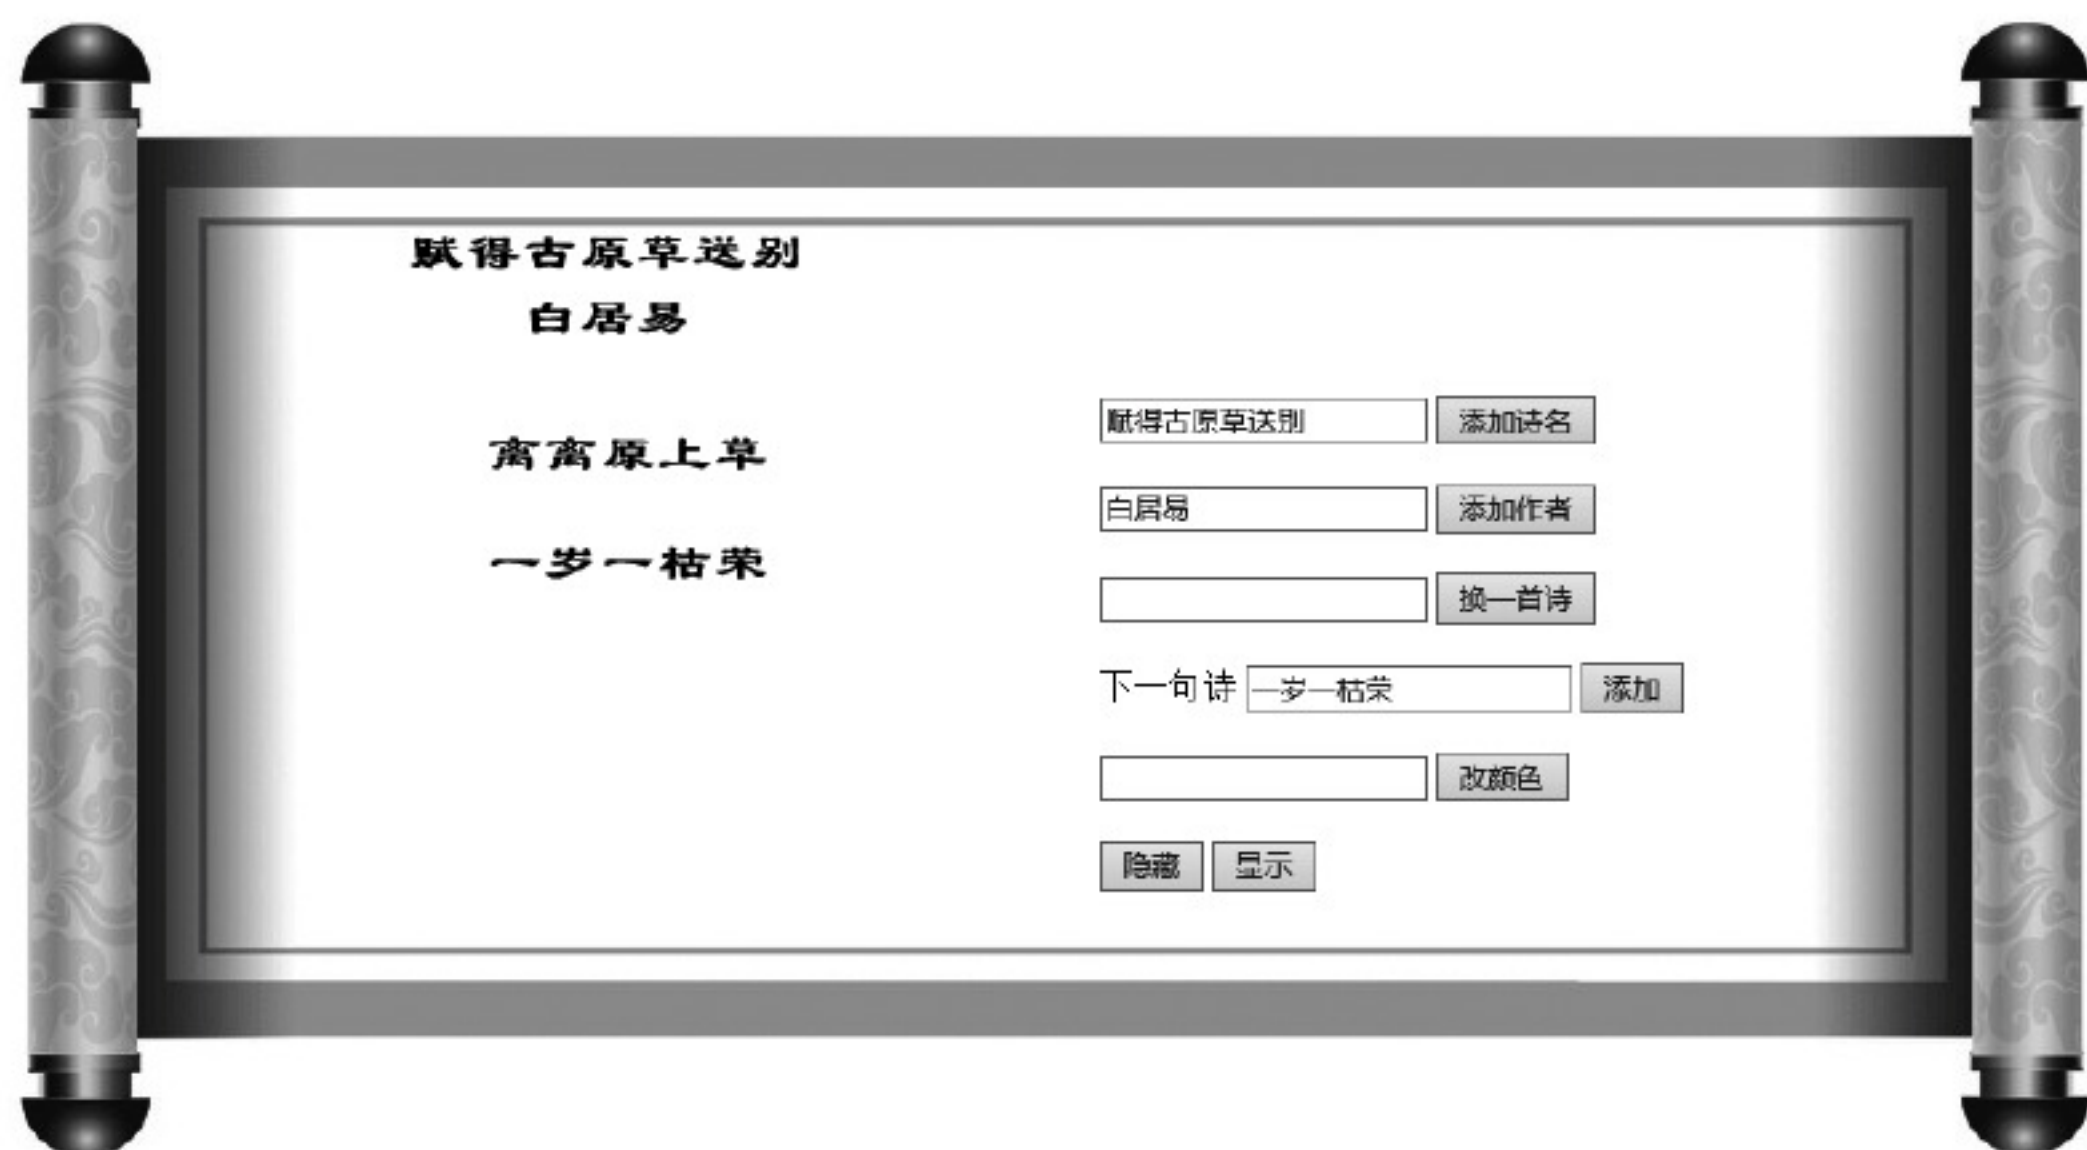 赋得古原草送别
白居易
离离原上草
一岁一枯荣
赋得古原草送别 添加诗名
白居易 添加作者
换一首诗
下一句诗 一岁一枯荣 添加
改颜色
隐藏 显示